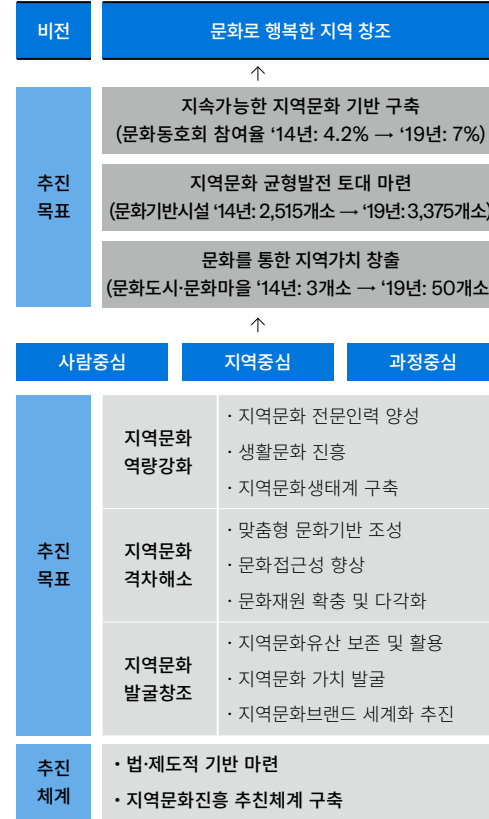 비전
문화로 행복한 지역 창조
↑
추진
목표
지속가능한 지역문화 기반 구축
(문화동호회 참여율 ‘14년: 4.2% → ‘19년: 7%)
지역문화 균형발전 토대 마련
(문화기반시설 ‘14년: 2,515개소 → ‘19년: 3,375개소)
문화를 통한 지역가치 창출
(문화도시·문화마을 ‘14년: 3개소 → ‘19년: 50개소
↑
사람중심
지역중심
과정중심
추진
목표
지역문화
역량강화
· 지역문화 전문인력 양성
· 생활문화 진흥
· 지역문화생태계 구축
지역문화
격차해소
· 맞춤형 문화기반 조성
· 문화접근성 향상
· 문화재원 확충 및 다각화
지역문화
발굴창조
· 지역문화유산 보존 및 활용
· 지역문화 가치 발굴
· 지역문화브랜드 세계화 추진
추진
체계
· 법·제도적 기반 마련
· 지역문화진흥 추친체계 구축